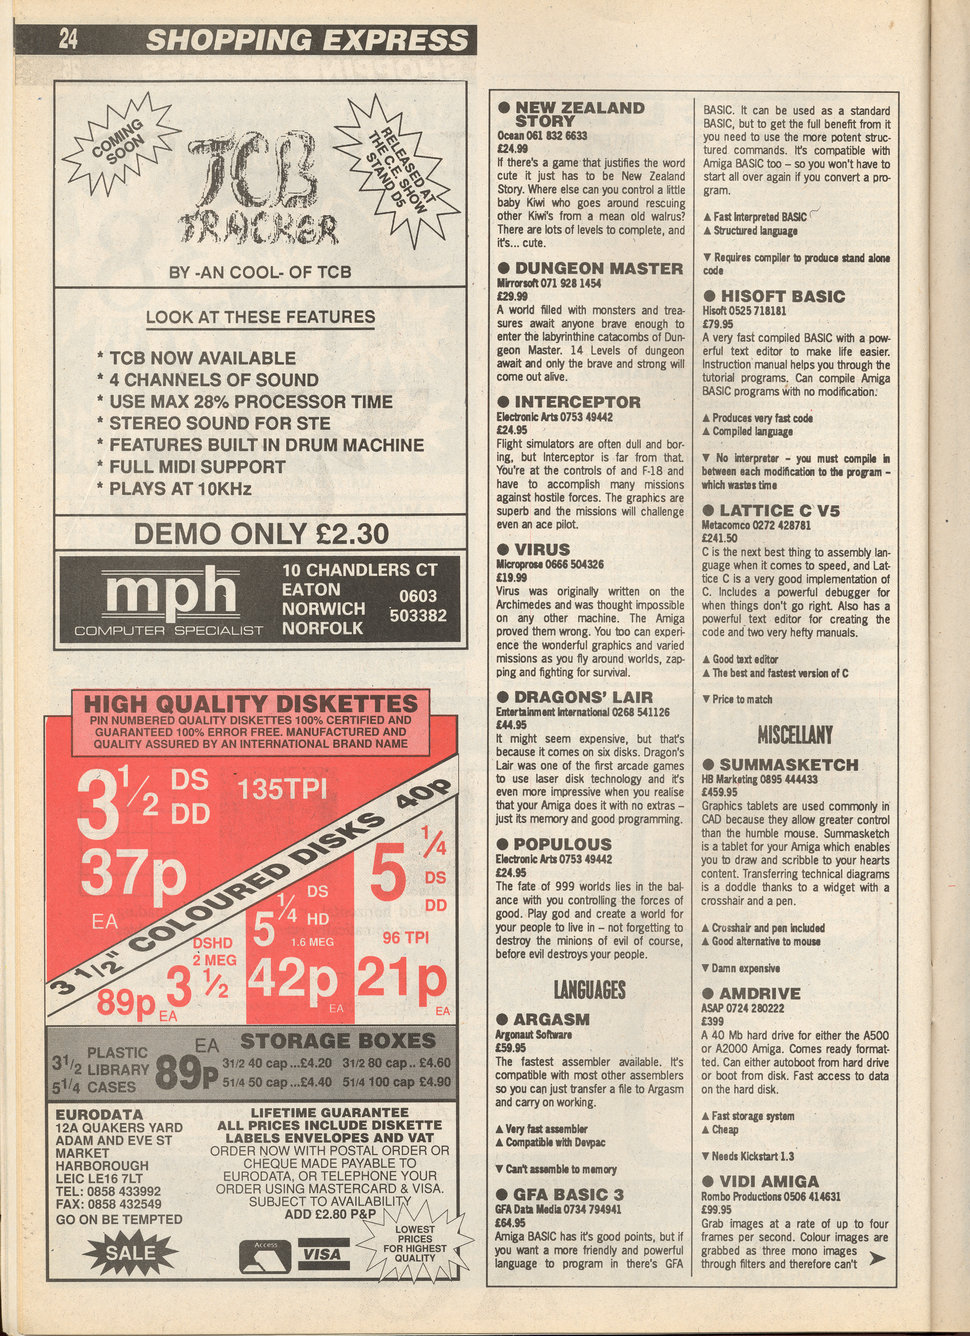 24
SHOPPING EXPRESS
COMING
SOON
TCB
TRACKER
RELEASED AT
THE C.E. SHOW
STAND D5
BY -AN COOL- OF TCB
LOOK AT THESE FEATURES
* TCB NOW AVAILABLE
* 4 CHANNELS OF SOUND
* USE MAX 28% PROCESSOR TIME
* STEREO SOUND FOR STE
* FEATURES BUILT IN DRUM MACHINE
* FULL MIDI SUPPORT
* PLAYS AT 10KHz
DEMO ONLY £2.30
mph
COMPUTER SPECIALIST
10 CHANDLERS CT
EATON
NORWICH
NORFOLK
0603
503382
HIGH QUALITY DISKETTES
PIN NUMBERED QUALITY DISKETTES 100% CERTIFIED AND
GUARANTEED 100% ERROR FREE. MANUFACTURED AND
QUALITY ASSURED BY AN INTERNATIONAL BRAND NAME
3 1/2 DS
DD
135TPI
37p
EA
3 1/2" COLOURED DISKS 40p
5 1/4
DS
DD
96 TPI
21p
EA
5 1/4 DS
HD
1.6 MEG
42p
EA
DSHD
2 MEG
3 1/2
89p
EA
3 1/2
5 1/4
PLASTIC
LIBRARY
CASES
89p
EA
STORAGE BOXES
31/2 40 cap ...£4.20 31/2 80 cap .. £4.60
51/4 50 cap ...£4.40 51/4 100 cap £4.90
EURODATA
12A QUAKERS YARD
ADAM AND EVE ST
MARKET
HARBOROUGH
LEIC LE16 7LT
TEL: 0858 433992
FAX: 0858 432549
GO ON BE TEMPTED
SALE
LIFETIME GUARANTEE
ALL PRICES INCLUDE DISKETTE
LABELS ENVELOPES AND VAT
ORDER NOW WITH POSTAL ORDER OR
CHEQUE MADE PAYABLE TO
EURODATA, OR TELEPHONE YOUR
ORDER USING MASTERCARD & VISA.
SUBJECT TO AVAILABILITY
ADD £2.80 P&P
Access
VISA
LOWEST
PRICES
FOR HIGHEST
QUALITY
● NEW ZEALAND
STORY
Ocean 061 832 6633
£24.99
If there's a game that justifies the word
cute it just has to be New Zealand
Story. Where else can you control a little
baby Kiwi who goes around rescuing
other Kiwi's from a mean old walrus?
There are lots of levels to complete, and
it's... cute.
● DUNGEON MASTER
Mirrorsoft 071 928 1454
£29.99
A world filled with monsters and trea-
sures await anyone brave enough to
enter the labyrinthine catacombs of Dun-
geon Master. 14 Levels of dungeon
await and only the brave and strong will
come out alive.
● INTERCEPTOR
Electronic Arts 0753 49442
£24.95
Flight simulators are often dull and bor-
ing, but Interceptor is far from that.
You're at the controls of and F-18 and
have to accomplish many missions
against hostile forces. The graphics are
superb and the missions will challenge
even an ace pilot.
● VIRUS
Microprose 0666 504326
£19.99
Virus was originally written on the
Archimedes and was thought impossible
on any other machine. The Amiga
proved them wrong. You too can experi-
ence the wonderful graphics and varied
missions as you fly around worlds, zap-
ping and fighting for survival.
● DRAGONS' LAIR
Entertainment International 0268 541126
£44.95
It might seem expensive, but that's
because it comes on six disks. Dragon's
Lair was one of the first arcade games
to use laser disk technology and it's
even more impressive when you realise
that your Amiga does it with no extras –
just its memory and good programming.
● POPULOUS
Electronic Arts 0753 49442
£24.95
The fate of 999 worlds lies in the bal-
ance with you controlling the forces of
good. Play god and create a world for
your people to live in – not forgetting to
destroy the minions of evil of course,
before evil destroys your people.
LANGUAGES
● ARGASM
Argonaut Software
£59.95
The fastest assembler available. It's
compatible with most other assemblers
so you can just transfer a file to Argasm
and carry on working.
▲ Very fast assembler
▲ Compatible with Devpac
▼ Can't assemble to memory
● GFA BASIC 3
GFA Data Media 0734 794941
£64.95
Amiga BASIC has it's good points, but if
you want a more friendly and powerful
language to program in there's GFA
BASIC. It can be used as a standard
BASIC, but to get the full benefit from it
you need to use the more potent struc-
tured commands. It's compatible with
Amiga BASIC too – so you won't have to
start all over again if you convert a pro-
gram.
▲ Fast Interpreted BASIC
▲ Structured language
▼ Requires compiler to produce stand alone
code
● HISOFT BASIC
Hisoft 0525 718181
£79.95
A very fast compiled BASIC with a pow-
erful text editor to make life easier.
Instruction manual helps you through the
tutorial programs. Can compile Amiga
BASIC programs with no modification.
▲ Produces very fast code
▲ Compiled language
▼ No interpreter – you must compile in
between each modification to the program –
which wastes time
● LATTICE C V5
Metacomco 0272 428781
£241.50
C is the next best thing to assembly lan-
guage when it comes to speed, and Lat-
tice C is a very good implementation of
C. Includes a powerful debugger for
when things don't go right. Also has a
powerful text editor for creating the
code and two very hefty manuals.
▲ Good text editor
▲ The best and fastest version of C
▼ Price to match
MISCELLANY
● SUMMASKETCH
HB Marketing 0895 444433
£459.95
Graphics tablets are used commonly in
CAD because they allow greater control
than the humble mouse. Summasketch
is a tablet for your Amiga which enables
you to draw and scribble to your hearts
content. Transferring technical diagrams
is a doddle thanks to a widget with a
crosshair and a pen.
▲ Crosshair and pen included
▲ Good alternative to mouse
▼ Damn expensive
● AMDRIVE
ASAP 0724 280222
£399
A 40 Mb hard drive for either the A500
or A2000 Amiga. Comes ready format-
ted. Can either autoboot from hard drive
or boot from disk. Fast access to data
on the hard disk.
▲ Fast storage system
▲ Cheap
▼ Needs Kickstart 1.3
● VIDI AMIGA
Rombo Productions 0506 414631
£99.95
Grab images at a rate of up to four
frames per second. Colour images are
grabbed as three mono images
through filters and therefore can't